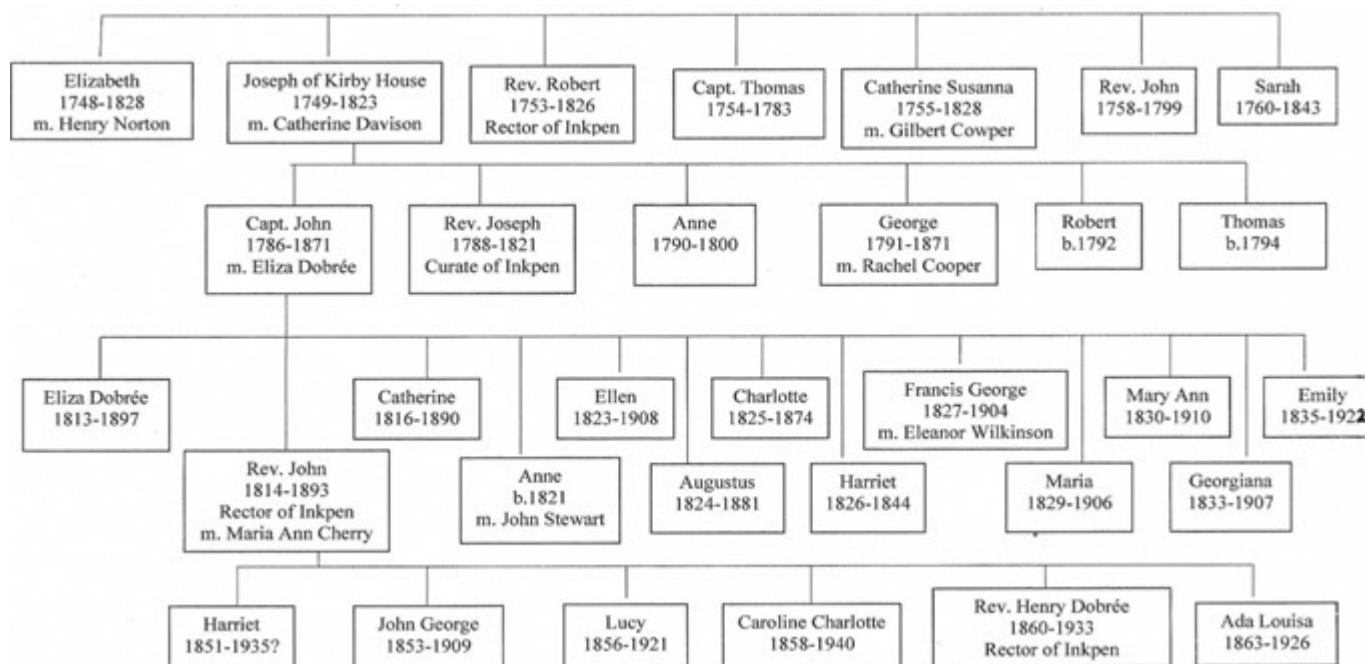 Elizabeth
1748-1828
m. Henry Norton
Joseph of Kirby House
1749-1823
m. Catherine Davison
Rev. Robert
1753-1826
Rector of Inkpen
Capt. Thomas
1754-1783
Catherine Susanna
1755-1828
m. Gilbert Cowper
Rev. John
1758-1799
Sarah
1760-1843
Capt. John
1786-1871
m. Eliza Dobrée
Rev. Joseph
1788-1821
Curate of Inkpen
Anne
1790-1800
George
1791-1871
m. Rachel Cooper
Robert
b.1792
Thomas
b.1794
Eliza Dobrée
1813-1897
Rev. John
1814-1893
Rector of Inkpen
m. Maria Ann Cherry
Catherine
1816-1890
Anne
b.1821
m. John Stewart
Ellen
1823-1908
Augustus
1824-1881
Charlotte
1825-1874
Harriet
1826-1844
Francis George
1827-1904
m. Eleanor Wilkinson
Maria
1829-1906
Mary Ann
1830-1910
Georgiana
1833-1907
Emily
1835-1922
Harriet
1851-1935?
John George
1853-1909
Lucy
1856-1921
Caroline Charlotte
1858-1940
Rev. Henry Dobrée
1860-1933
Rector of Inkpen
Ada Louisa
1863-1926